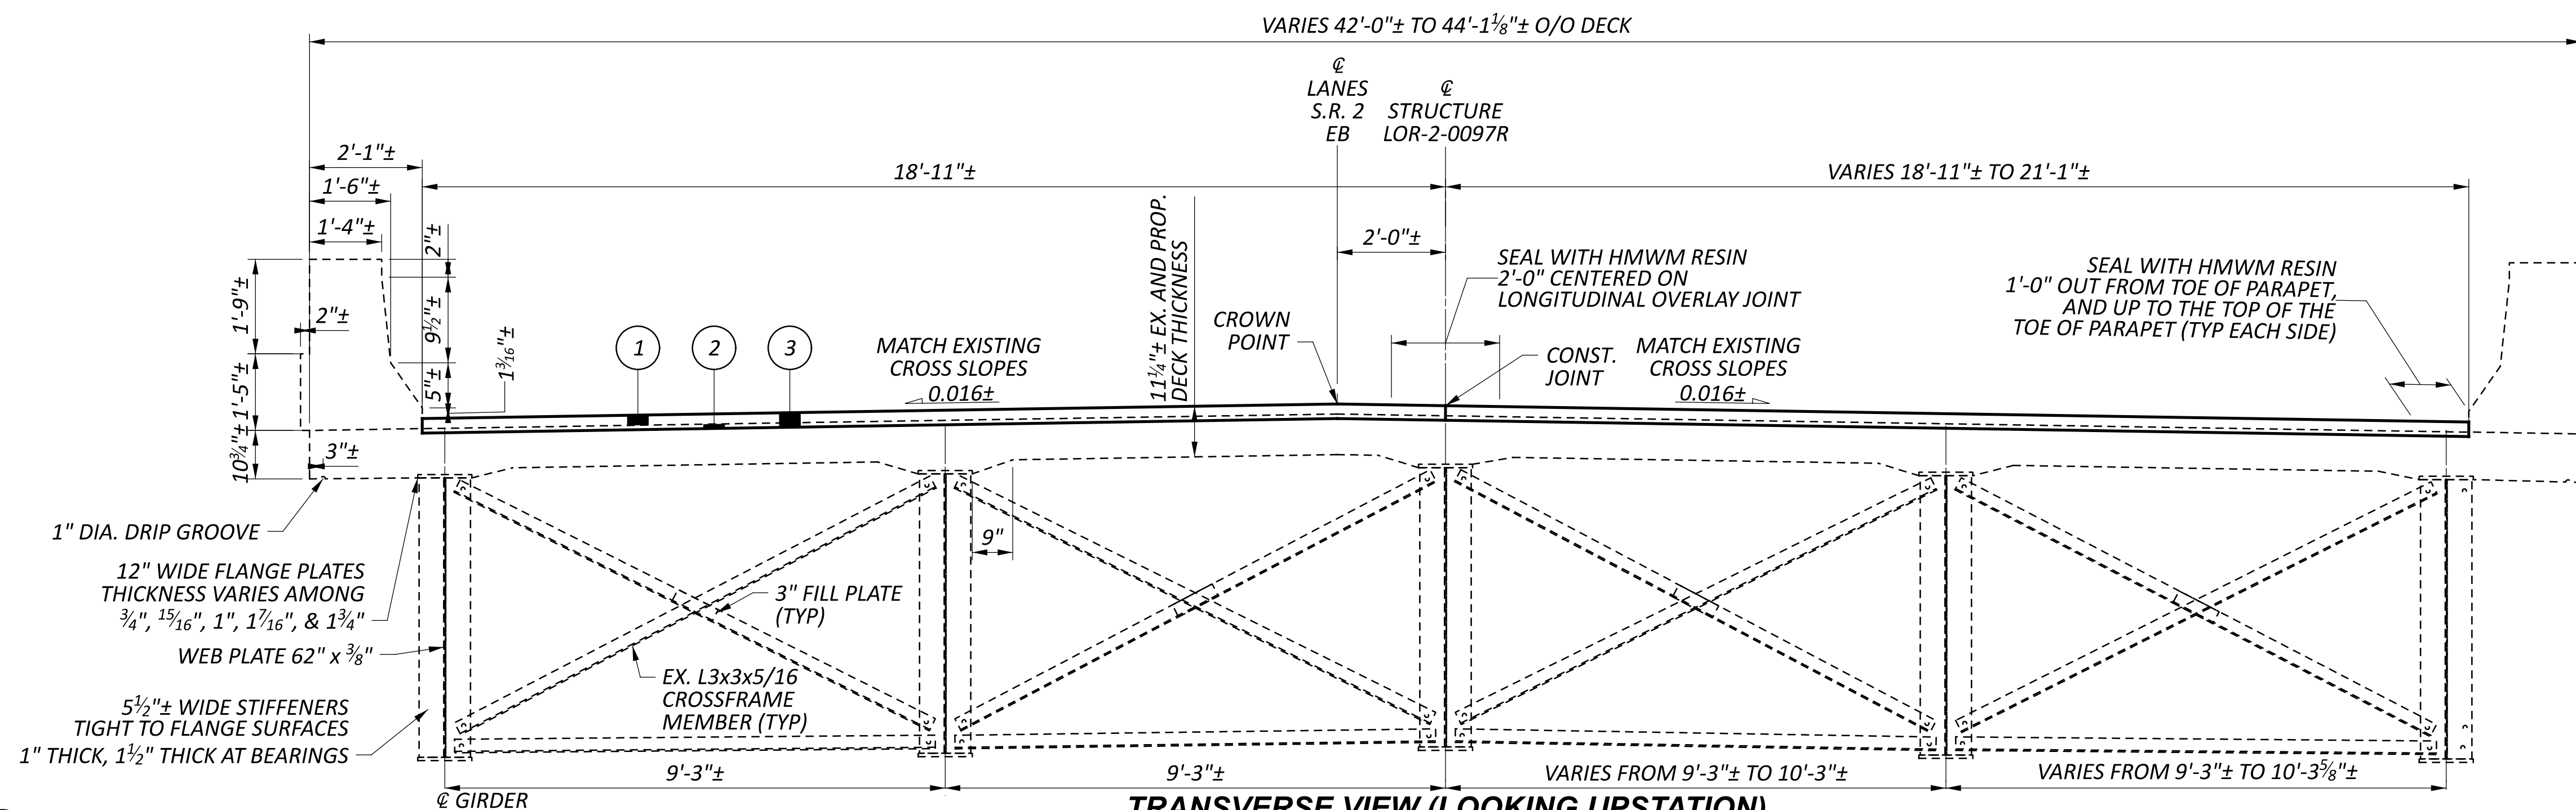 VARIES 42'-0"± TO 44'-1⅛"± O/O DECK
℄
LANES
S.R. 2
EB
℄
STRUCTURE
LOR-2-0097R
2'-1"±
18'-11"±
VARIES 18'-11"± TO 21'-1"±
1'-6"±
1'-4"±
2"±
9½"±
5"±
1³⁄₁₆"±
1'-9"±
2"±
1'-5"±
10¾"±
3"±
1
2
3
MATCH EXISTING
CROSS SLOPES
0.016±
11¼"± EX. AND PROP.
DECK THICKNESS
2'-0"±
CROWN
POINT
SEAL WITH HMWM RESIN
2'-0" CENTERED ON
LONGITUDINAL OVERLAY JOINT
CONST.
JOINT
MATCH EXISTING
CROSS SLOPES
0.016±
SEAL WITH HMWM RESIN
1'-0" OUT FROM TOE OF PARAPET,
AND UP TO THE TOP OF THE
TOE OF PARAPET (TYP EACH SIDE)
1" DIA. DRIP GROOVE
12" WIDE FLANGE PLATES
THICKNESS VARIES AMONG
¾", ¹⁵⁄₁₆", 1", 1⁷⁄₁₆", & 1¾"
WEB PLATE 62" x ⅜"
5½"± WIDE STIFFENERS
TIGHT TO FLANGE SURFACES
1" THICK, 1½" THICK AT BEARINGS
9"
3" FILL PLATE
(TYP)
EX. L3x3x5/16
CROSSFRAME
MEMBER (TYP)
9'-3"±
9'-3"±
VARIES FROM 9'-3"± TO 10'-3"±
VARIES FROM 9'-3"± TO 10'-3⅝"±
℄ GIRDER
TRANSVERSE VIEW (LOOKING UPSTATION)